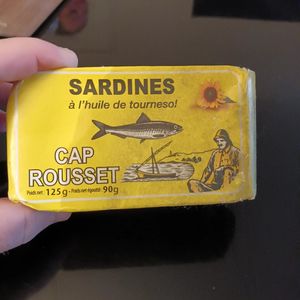 SARDINES
à l'huile de tournesol
CAP
ROUSSET
Poids net: 125g - Poids net égoutté: 90g